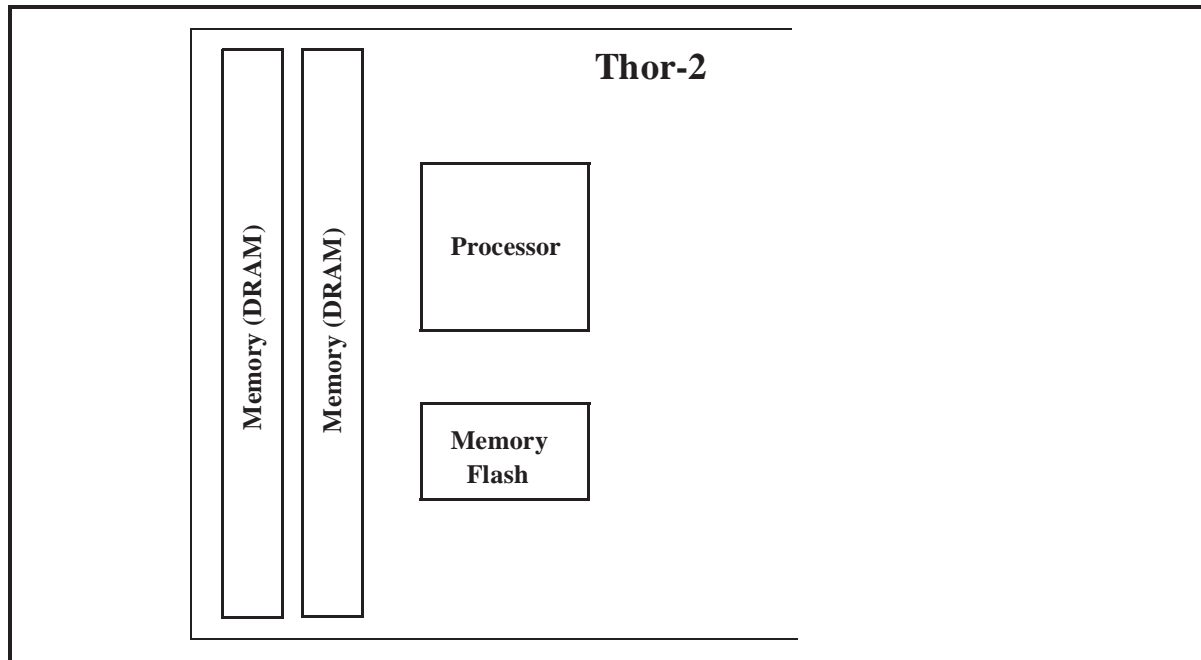 Thor-2
Memory (DRAM)
Memory (DRAM)
Processor
Memory
Flash